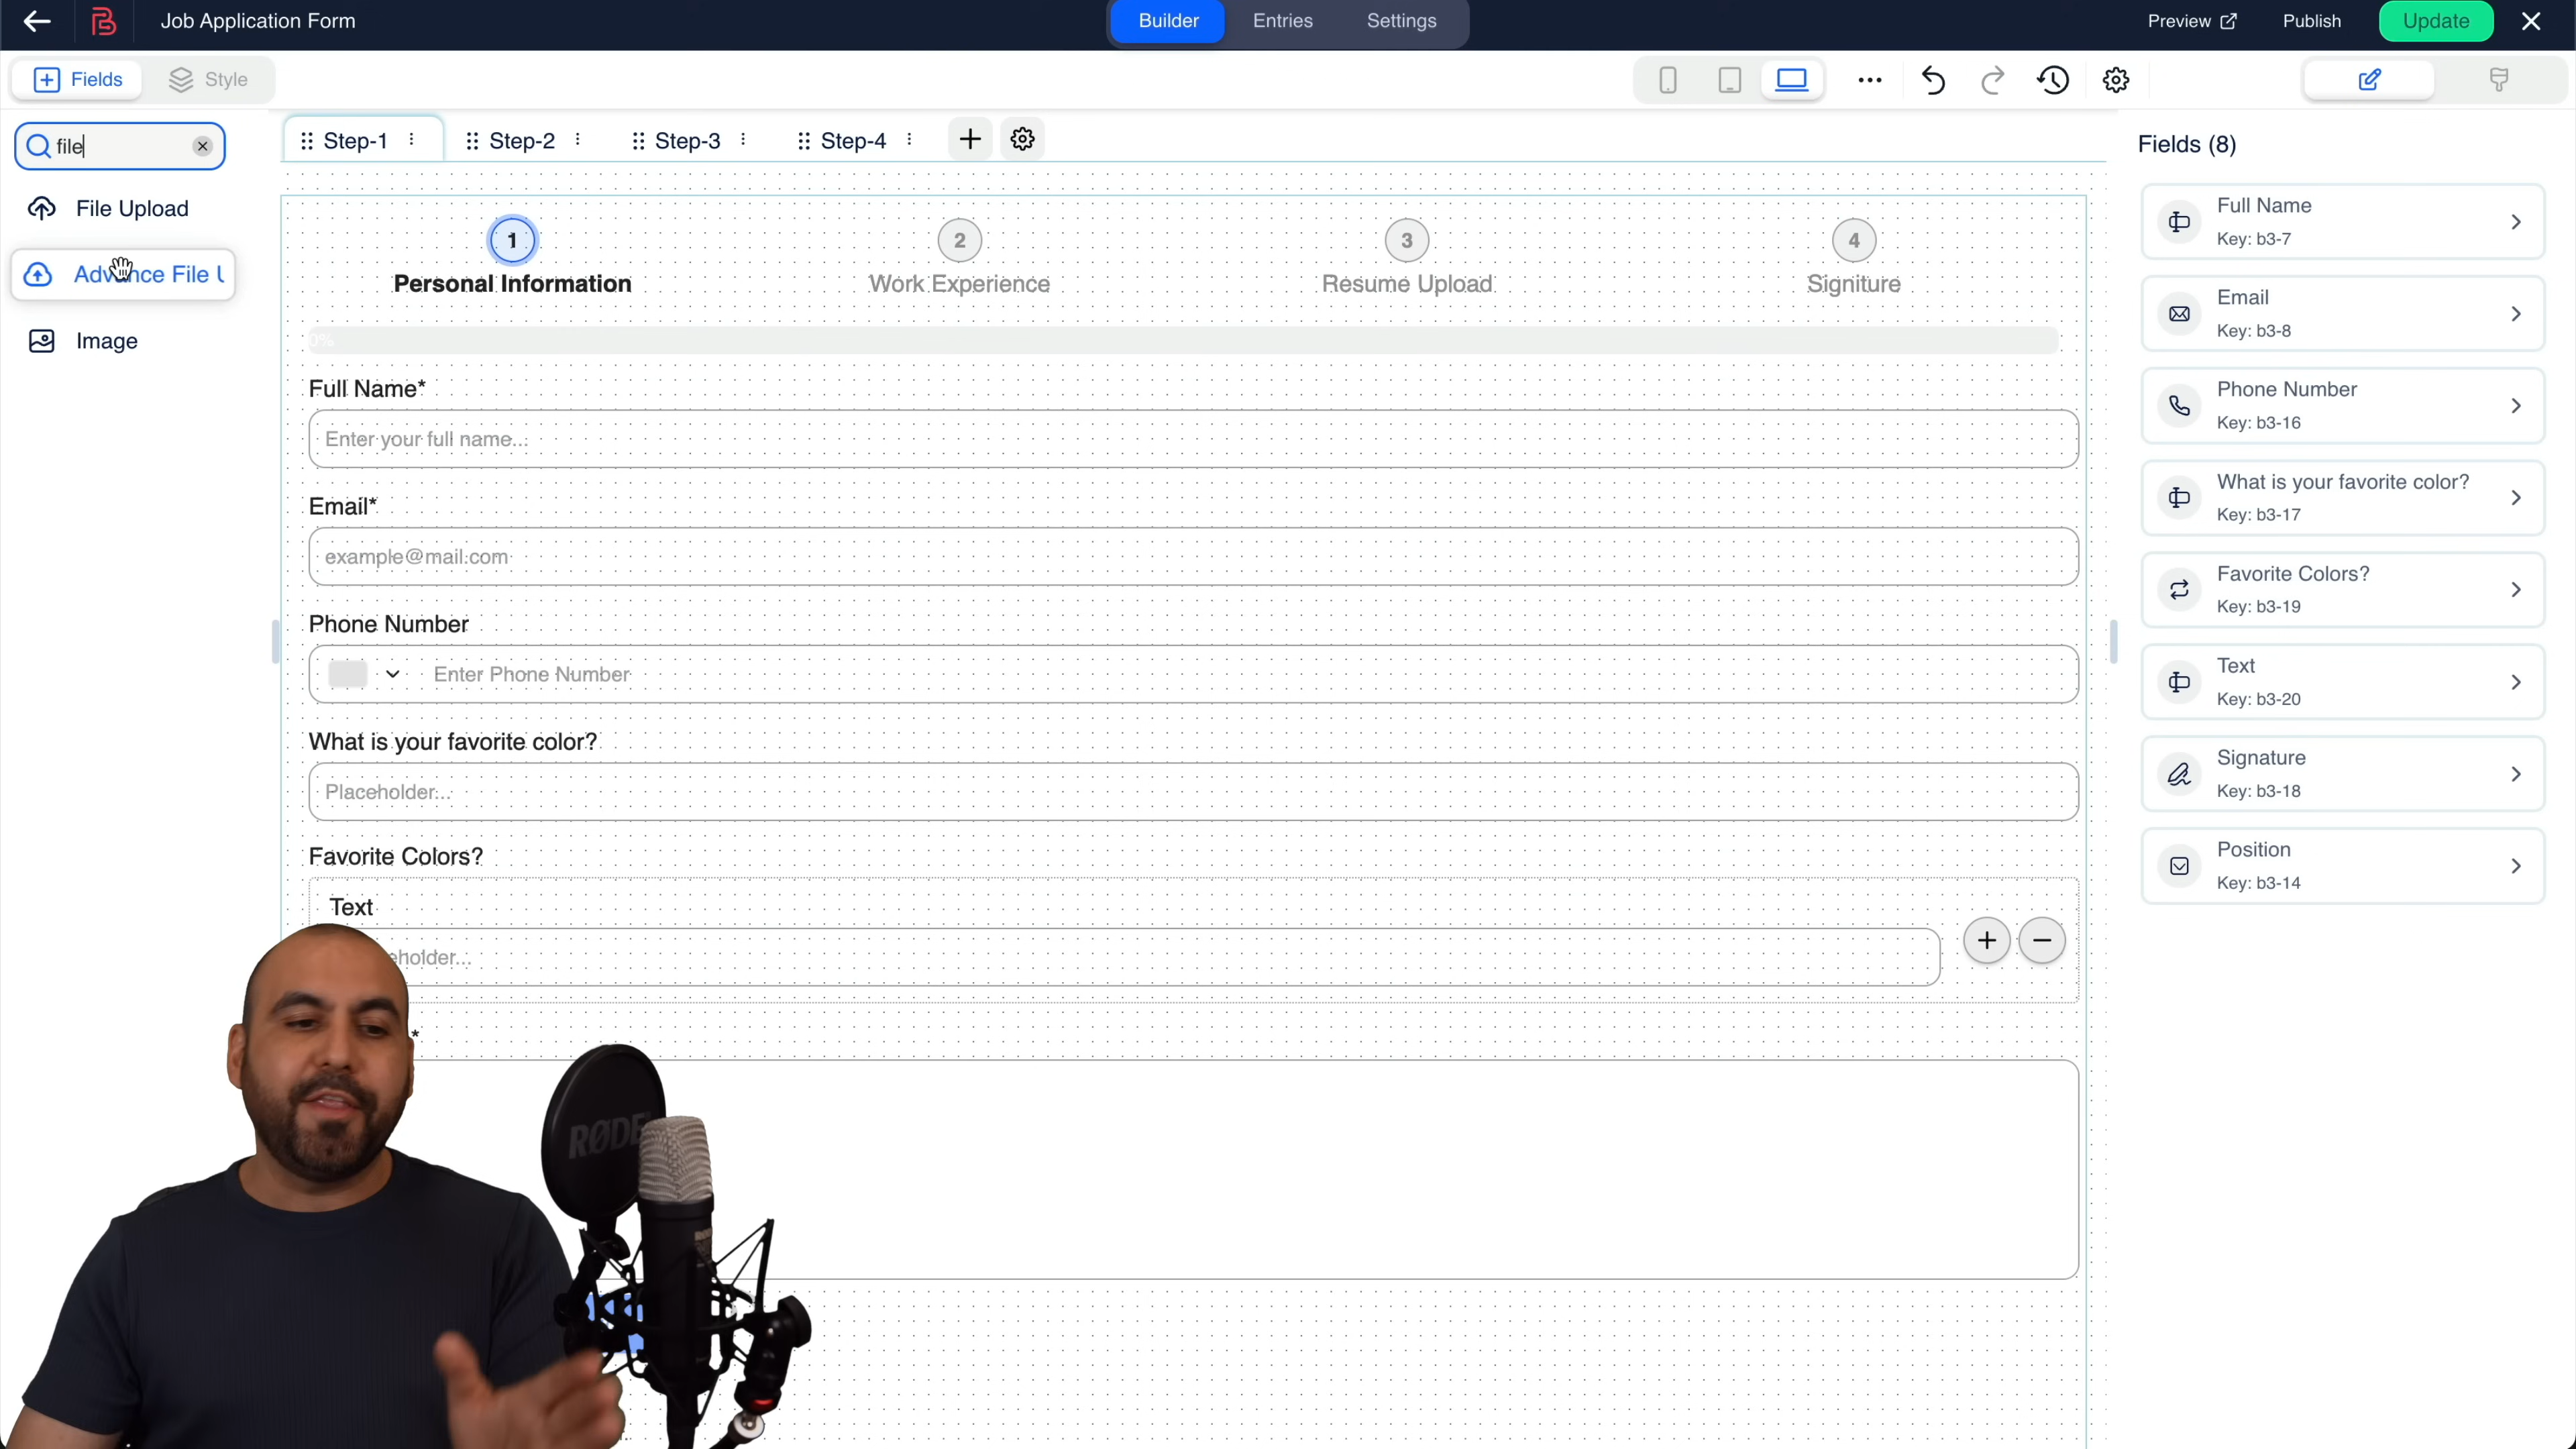 Job Application Form
Builder
Entries
Settings
Preview
Publish
Update
Fields
Style
file
File Upload
Advance File U
Image
Step-1
Step-2
Step-3
Step-4
1
2
3
4
Personal Information
Work Experience
Resume Upload
Signiture
0%
Full Name*
Enter your full name...
Email*
example@mail.com
Phone Number
Enter Phone Number
What is your favorite color?
Placeholder...
Favorite Colors?
Text
eholder...
*
RØDE
Fields (8)
Full Name
Key: b3-7
Email
Key: b3-8
Phone Number
Key: b3-16
What is your favorite color?
Key: b3-17
Favorite Colors?
Key: b3-19
Text
Key: b3-20
Signature
Key: b3-18
Position
Key: b3-14